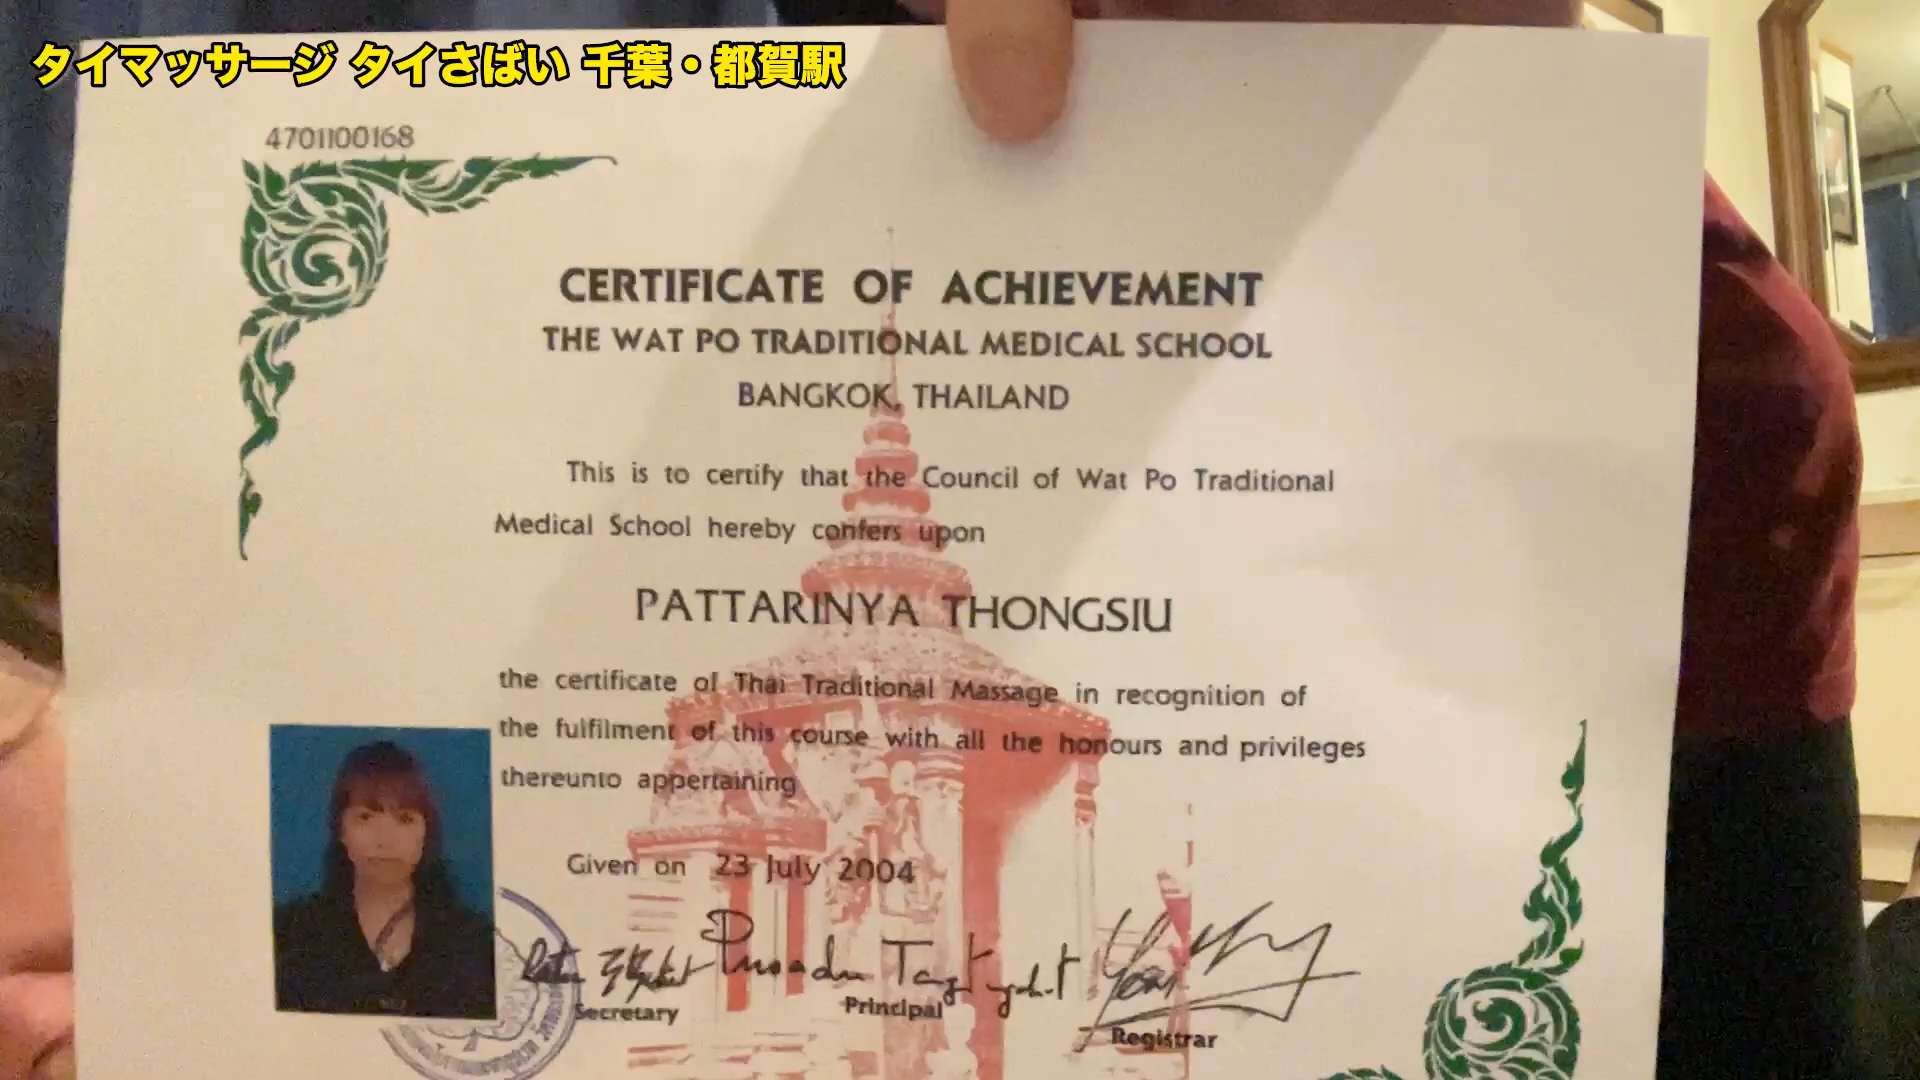 タイマッサージ タイさばい 千葉・都賀駅
4701100168
CERTIFICATE OF ACHIEVEMENT
THE WAT PO TRADITIONAL MEDICAL SCHOOL
BANGKOK, THAILAND
This is to certify that the Council of Wat Po Traditional
Medical School hereby confers upon
PATTARINYA THONGSIU
the certificate of Thai Traditional Massage in recognition of
the fulfilment of this course with all the honours and privileges
thereunto appertaining
Given on 23 July 2004
Secretary
Principal
Registrar